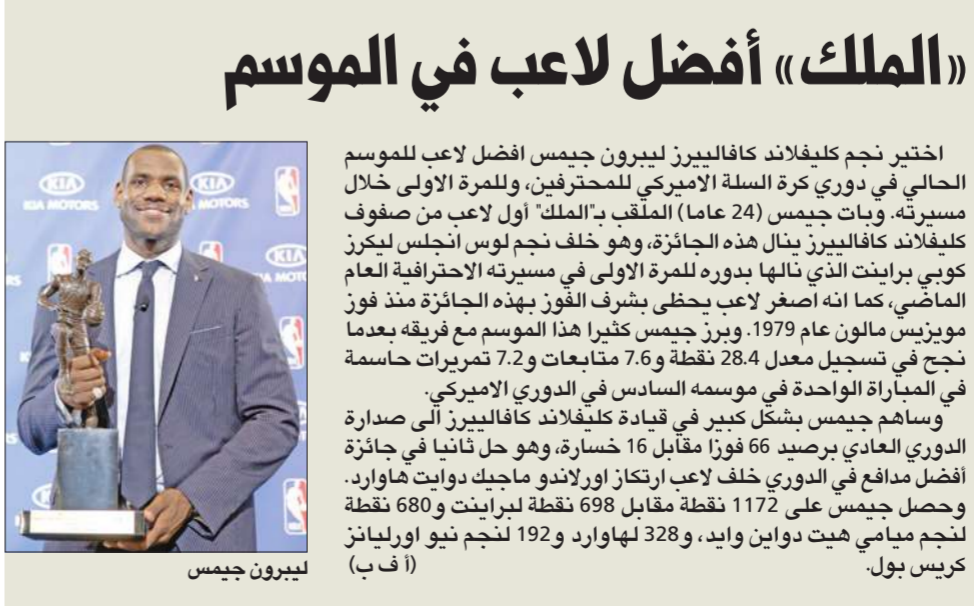 «الملك» أفضل لاعب في الموسم
اختير نجم كليفلاند كافالييرز ليبرون جيمس افضل لاعب للموسم
الحالي في دوري كرة السلة الاميركي للمحترفين، وللمرة الاولى خلال
مسيرته. وبات جيمس (24 عاما) الملقب بـ"الملك" أول لاعب من صفوف
كليفلاند كافالييرز ينال هذه الجائزة، وهو خلف نجم لوس انجلس ليكرز
كوبي براينت الذي نالها بدوره للمرة الاولى في مسيرته الاحترافية العام
الماضي، كما انه اصغر لاعب يحظى بشرف الفوز بهذه الجائزة منذ فوز
مويزيس مالون عام 1979. وبرز جيمس كثيرا هذا الموسم مع فريقه بعدما
نجح في تسجيل معدل 28.4 نقطة و7.6 متابعات و7.2 تمريرات حاسمة
في المباراة الواحدة في موسمه السادس في الدوري الاميركي.
وساهم جيمس بشكل كبير في قيادة كليفلاند كافالييرز الى صدارة
الدوري العادي برصيد 66 فوزا مقابل 16 خسارة، وهو حل ثانيا في جائزة
أفضل مدافع في الدوري خلف لاعب ارتكاز اورلاندو ماجيك دوايت هاوارد.
وحصل جيمس على 1172 نقطة مقابل 698 نقطة لبراينت و680 نقطة
لنجم ميامي هيت دواين وايد، و328 لهاوارد و192 لنجم نيو اورليانز
كريس بول. (أ ف ب)
KIA KIA
KIA MOTORS MOTORS
KIA
KIA MOT
NBA
ليبرون جيمس